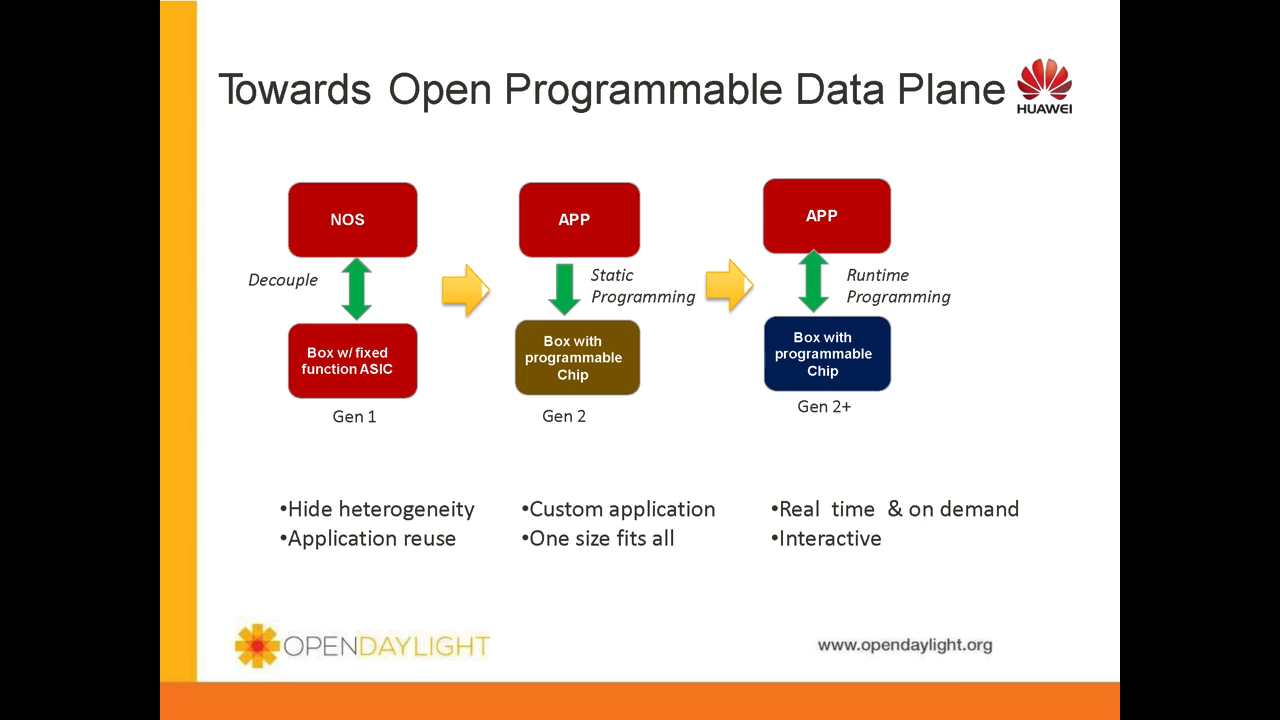 Towards Open Programmable Data Plane
HUAWEI
NOS
Decouple
Box w/ fixed
function ASIC
Gen 1
APP
Static
Programming
Box with
programmable
Chip
Gen 2
APP
Runtime
Programming
Box with
programmable
Chip
Gen 2+
•Hide heterogeneity
•Application reuse
•Custom application
•One size fits all
•Real time & on demand
•Interactive
OPENDAYLIGHT
www.opendaylight.org